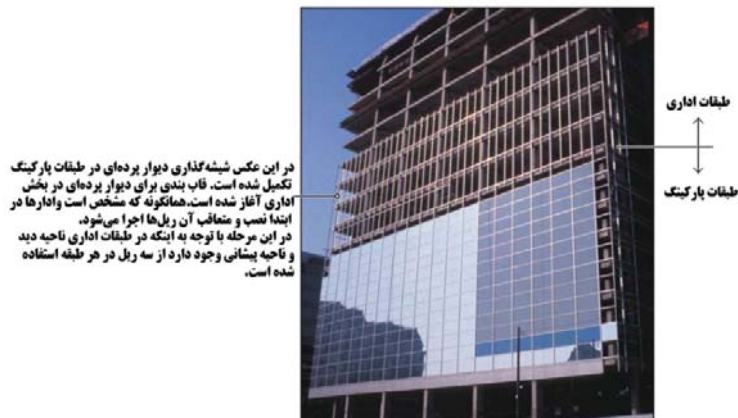 طبقات اداری
طبقات پارکینگ
در این عکس شیشه‌گذاری دیوار پرده‌ای در طبقات پارکینگ
تکمیل شده است. قاب بندی برای دیوار پرده‌ای در بخش
اداری آغاز شده است.همانگونه که مشخص است وادارها در
ابتدا نصب و متعاقب آن ریل‌ها اجرا می‌شود.
در این مرحله با توجه به اینکه در طبقات اداری ناحیه دید
و ناحیه پیشانی وجود دارد از سه ریل در هر طبقه استفاده
شده است.